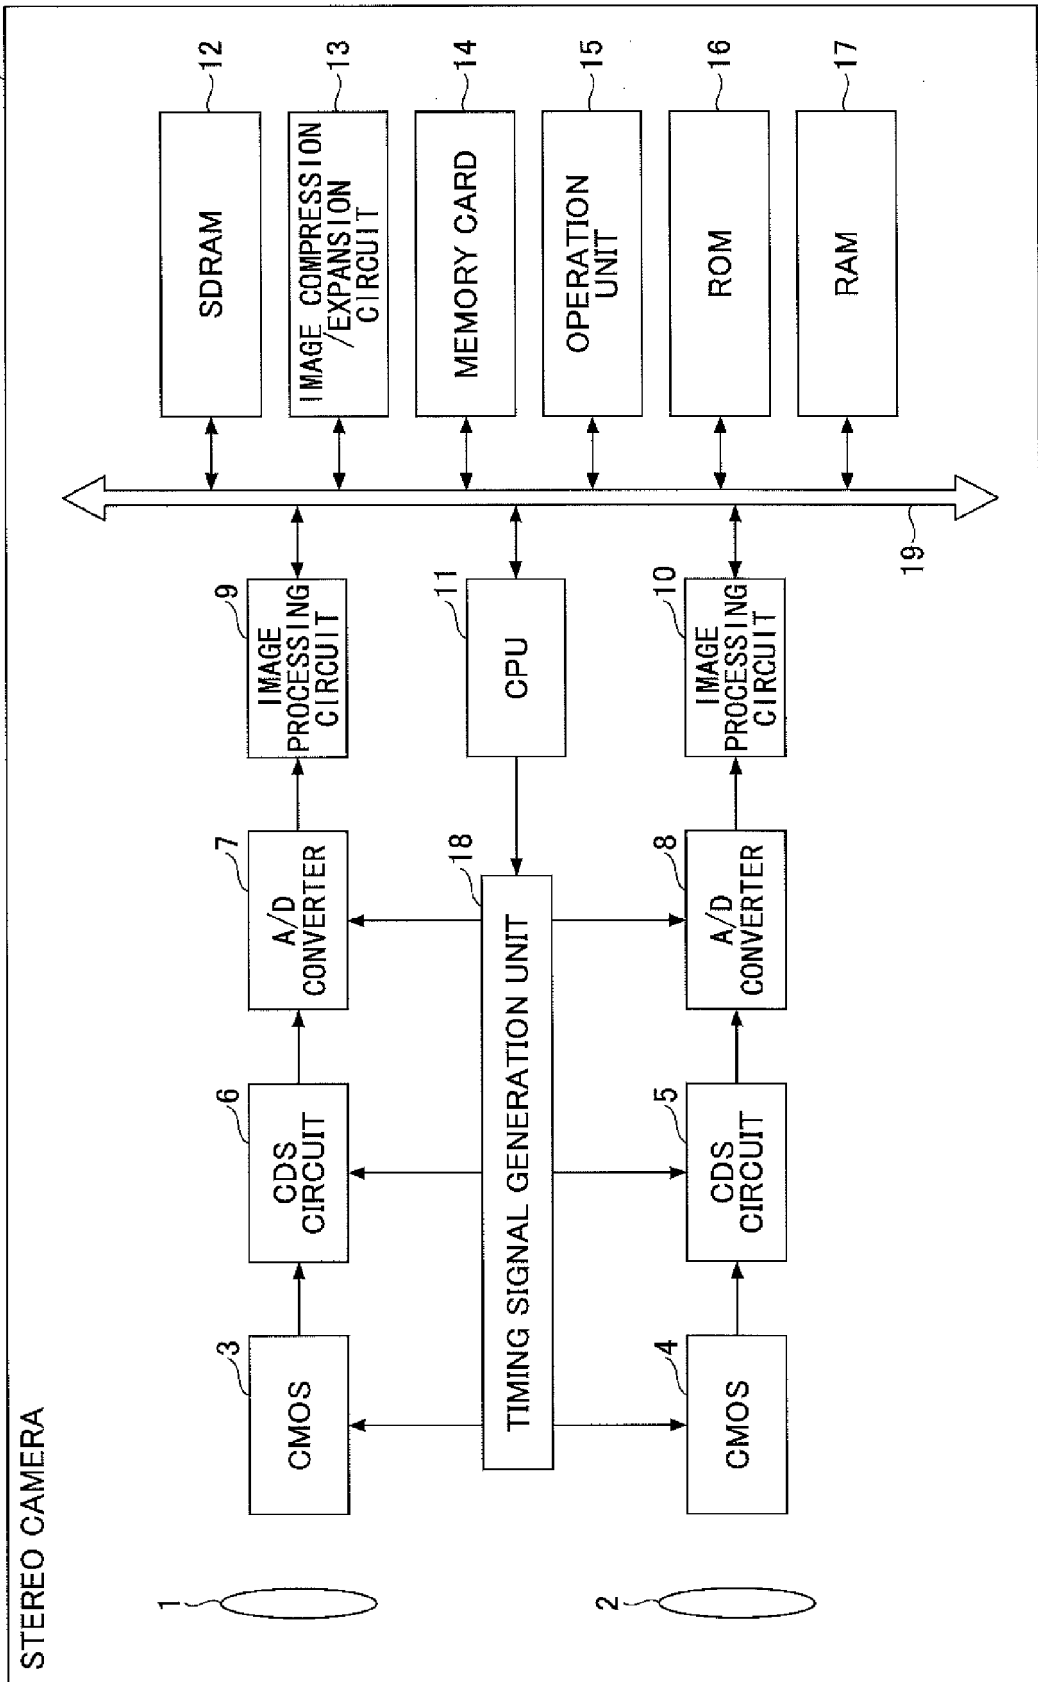 STEREO CAMERA
1
2
3
CMOS
4
CMOS
6
CDS
CIRCUIT
5
CDS
CIRCUIT
7
A/D
CONVERTER
8
A/D
CONVERTER
18
TIMING SIGNAL GENERATION UNIT
9
IMAGE
PROCESSING
CIRCUIT
11
CPU
10
IMAGE
PROCESSING
CIRCUIT
19
SDRAM
12
IMAGE COMPRESSION
/EXPANSION
CIRCUIT
13
MEMORY CARD
14
OPERATION
UNIT
15
ROM
16
RAM
17